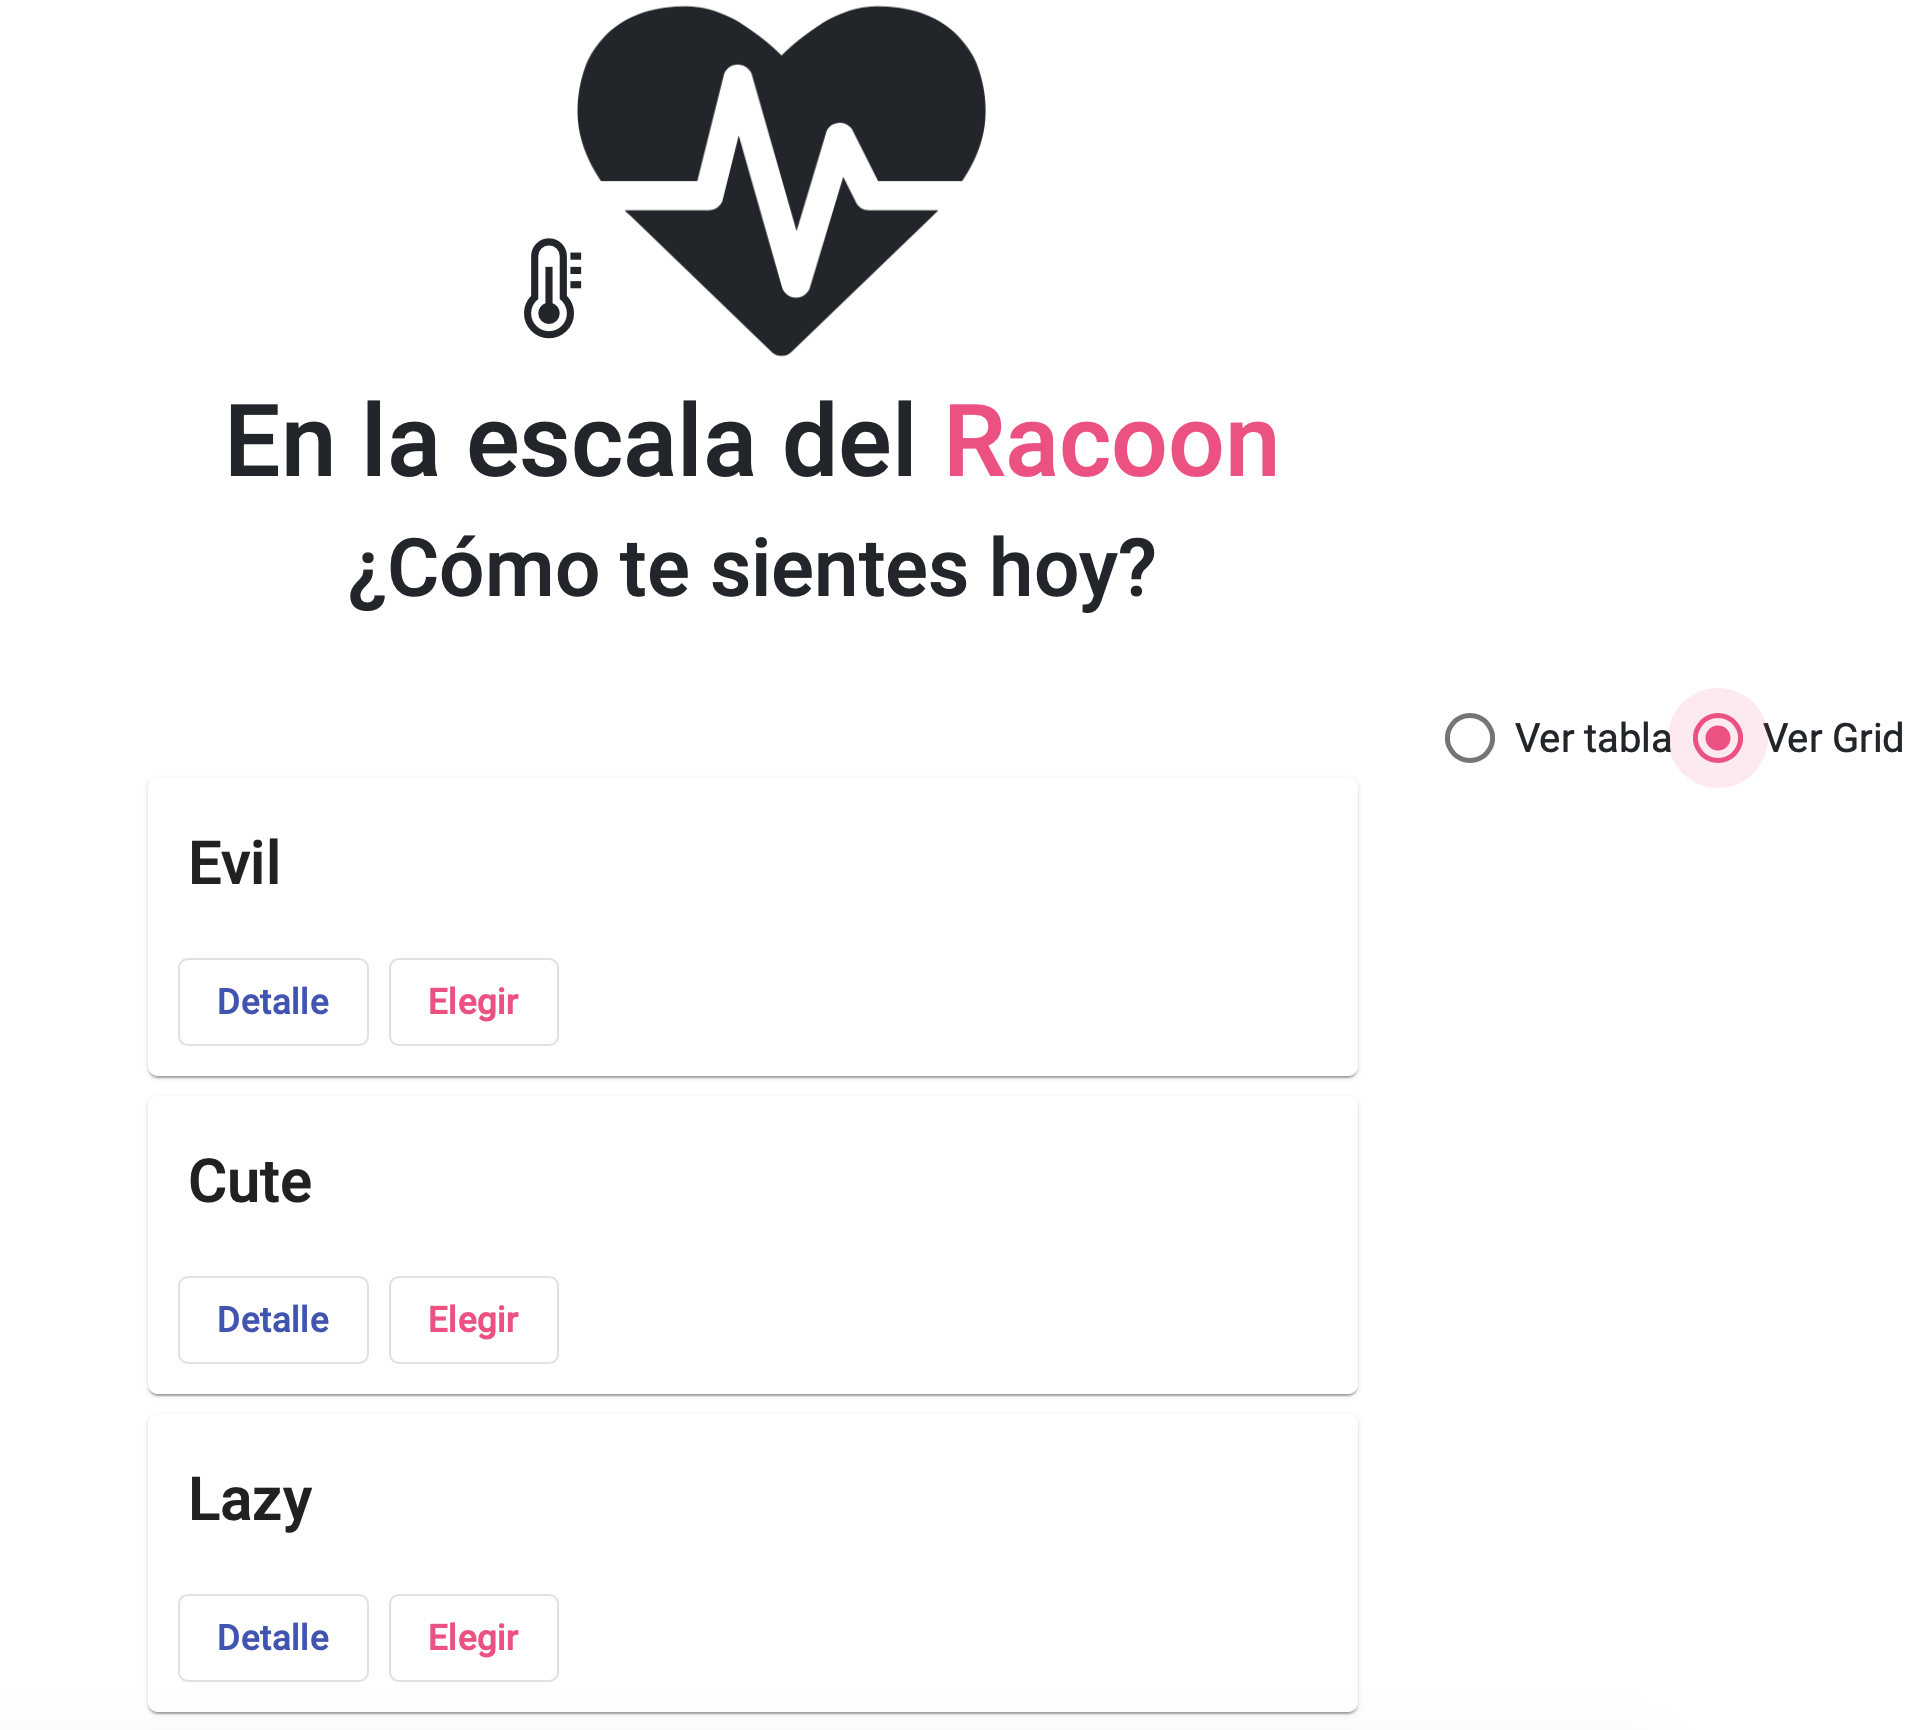 En la escala del Racoon
¿Cómo te sientes hoy?
Ver tabla Ver Grid
Evil
Detalle Elegir
Cute
Detalle Elegir
Lazy
Detalle Elegir